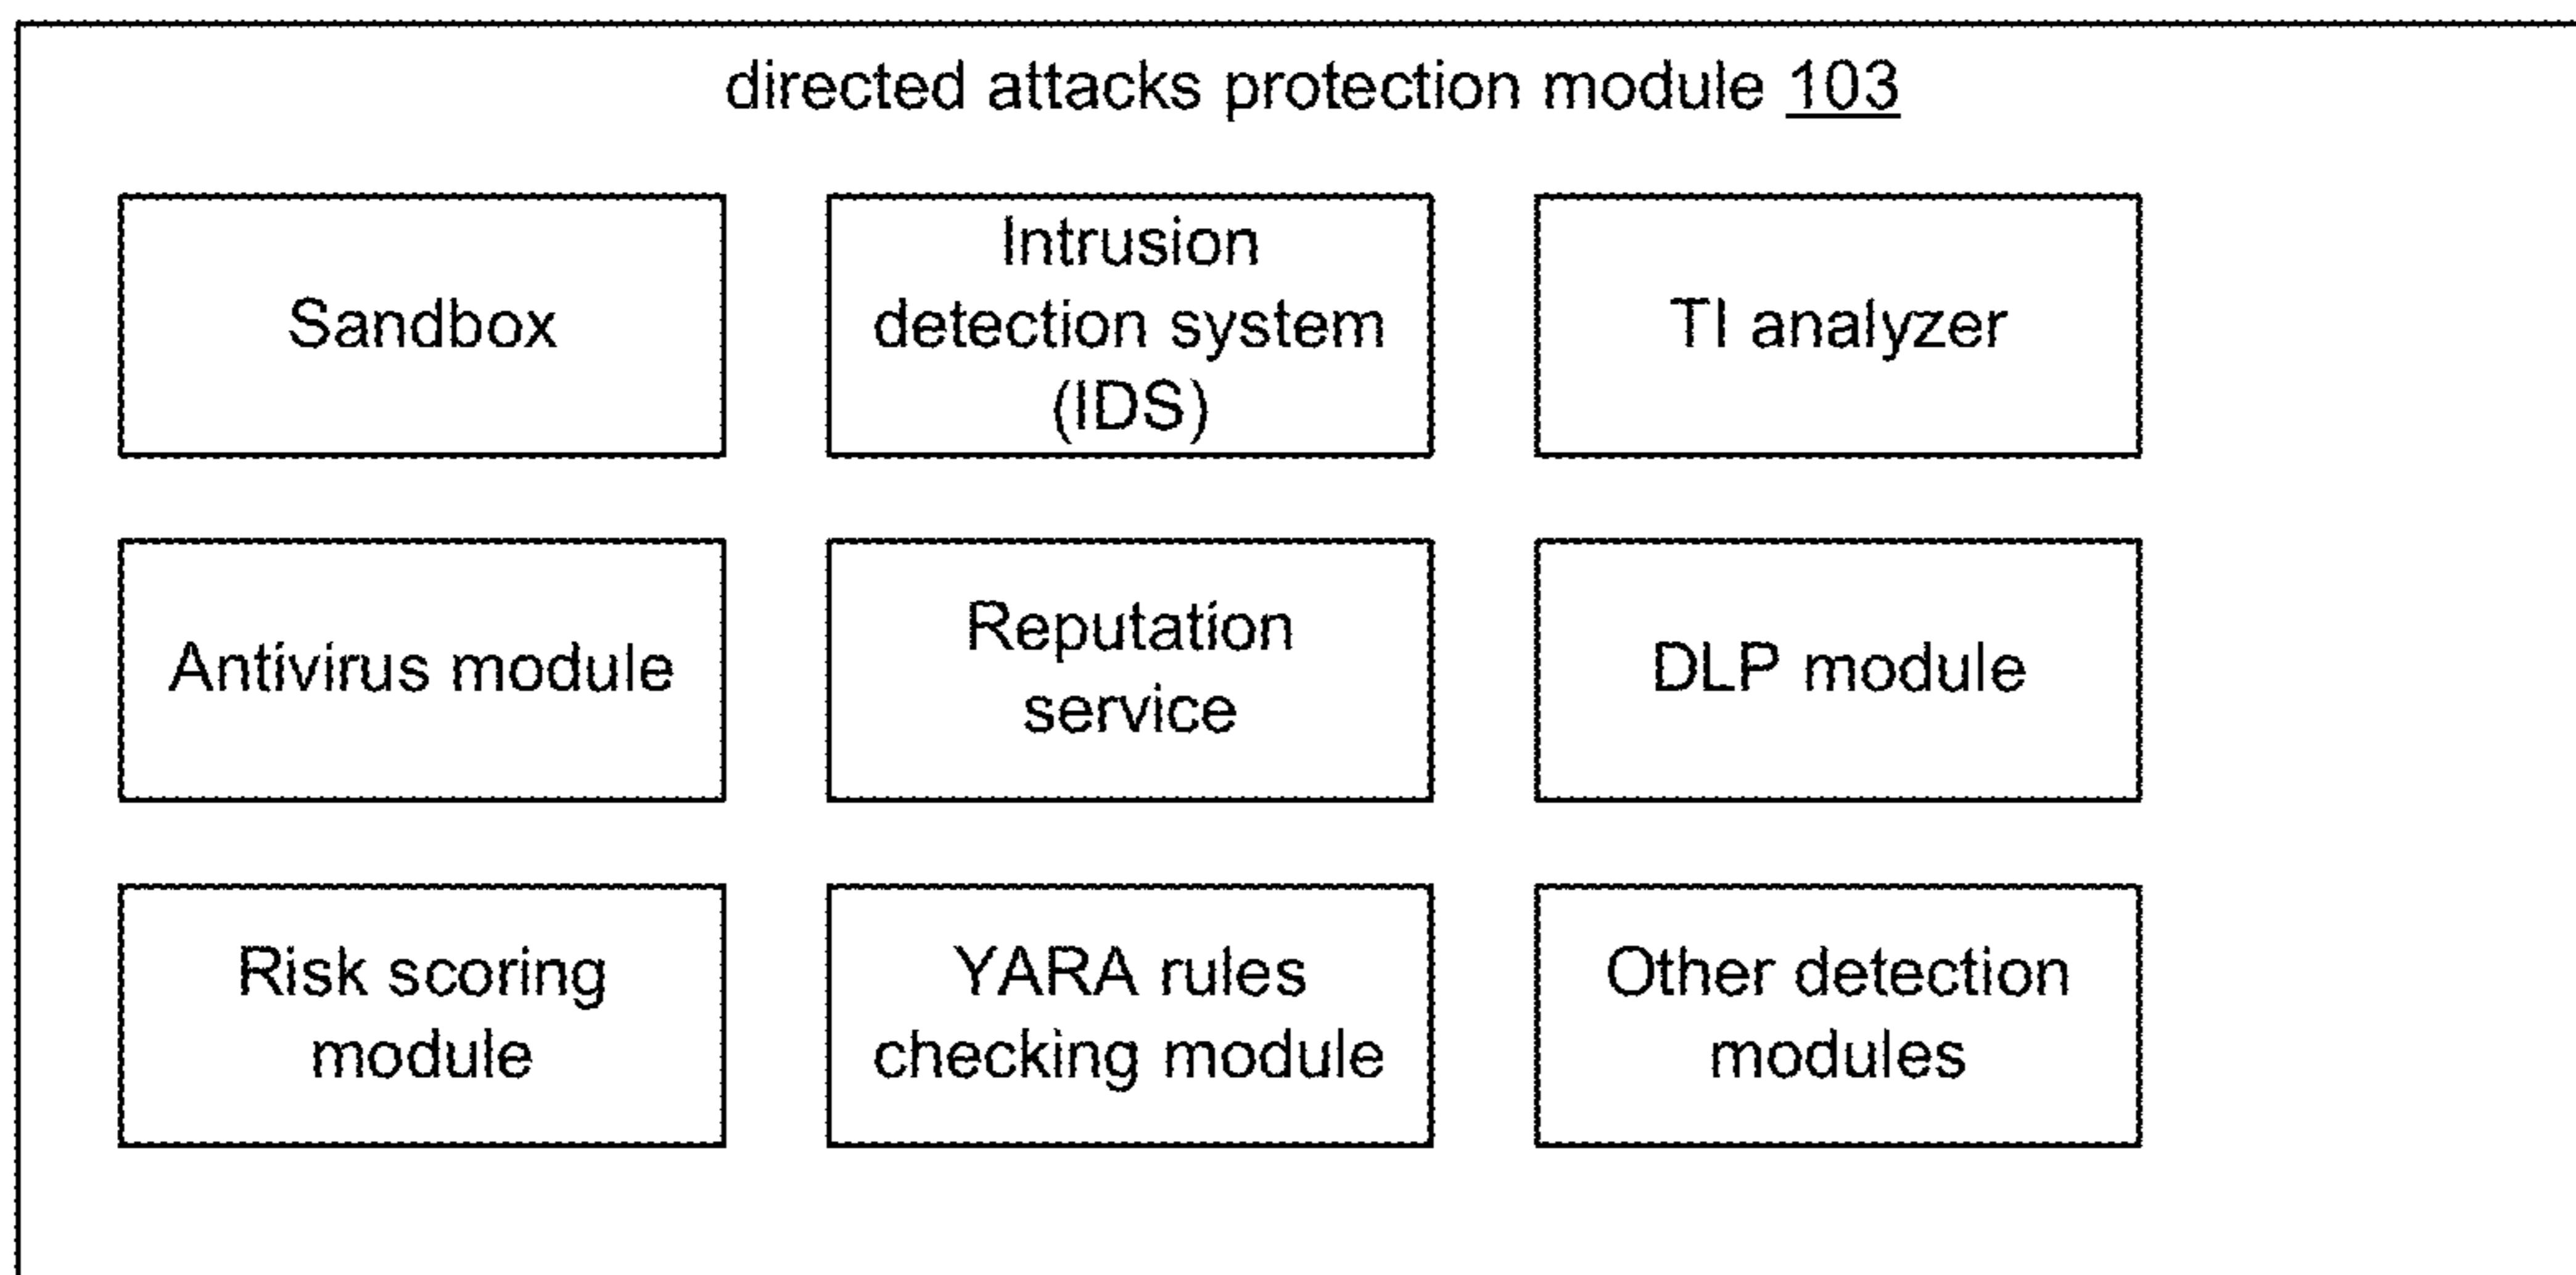 directed attacks protection module 103
Sandbox
Intrusion
detection system
(IDS)
TI analyzer
Antivirus module
Reputation
service
DLP module
Risk scoring
module
YARA rules
checking module
Other detection
modules